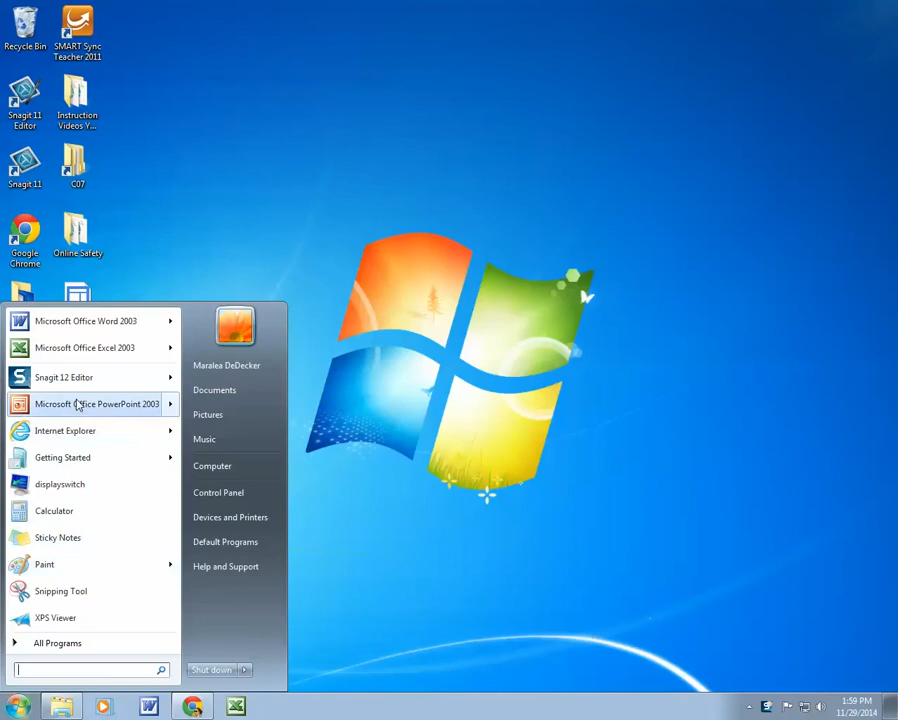 Recycle Bin
SMART Sync
Teacher 2011
Snagit 11
Editor
Instruction
Videos Y...
Snagit 11
C07
Google
Chrome
Online Safety
Microsoft Office Word 2003
Microsoft Office Excel 2003
Snagit 12 Editor
Microsoft Office PowerPoint 2003
Internet Explorer
Getting Started
displayswitch
Calculator
Sticky Notes
Paint
Snipping Tool
XPS Viewer
All Programs
Maralea DeDecker
Documents
Pictures
Music
Computer
Control Panel
Devices and Printers
Default Programs
Help and Support
Shut down
1:59 PM
11/29/2014